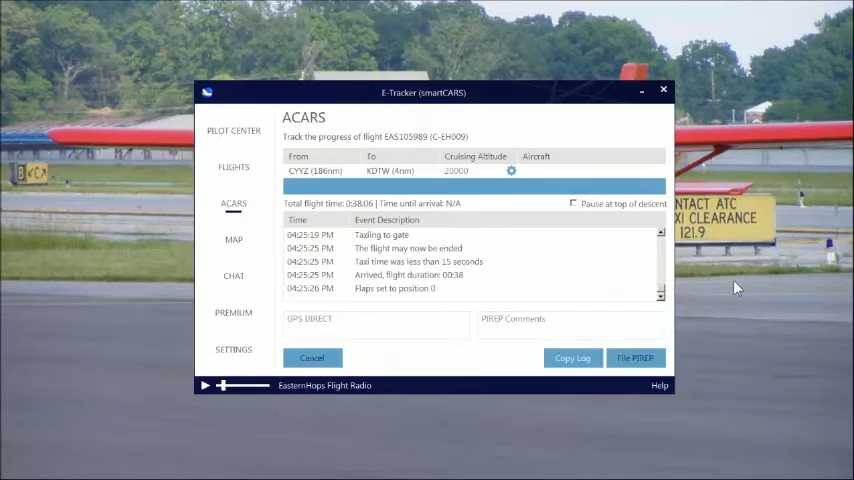 E-Tracker (smartCARS)
PILOT CENTER
FLIGHTS
ACARS
MAP
CHAT
PREMIUM
SETTINGS
ACARS
Track the progress of flight EAS105989 (C-EH009)
From To Cruising Altitude Aircraft
CYYZ (186nm) KDTW (4nm) 20000
Total flight time: 0:38:06 | Time until arrival: N/A Pause at top of descent
Time Event Description
04:25:19 PM Taxiing to gate
04:25:25 PM The flight may now be ended
04:25:25 PM Taxi time was less than 15 seconds
04:25:25 PM Arrived, flight duration: 00:38
04:25:26 PM Flaps set to position 0
GPS DIRECT PIREP Comments
Cancel Copy Log File PIREP
EasternHops Flight Radio Help
B C
NTACT ATC
XI CLEARANCE
121.9